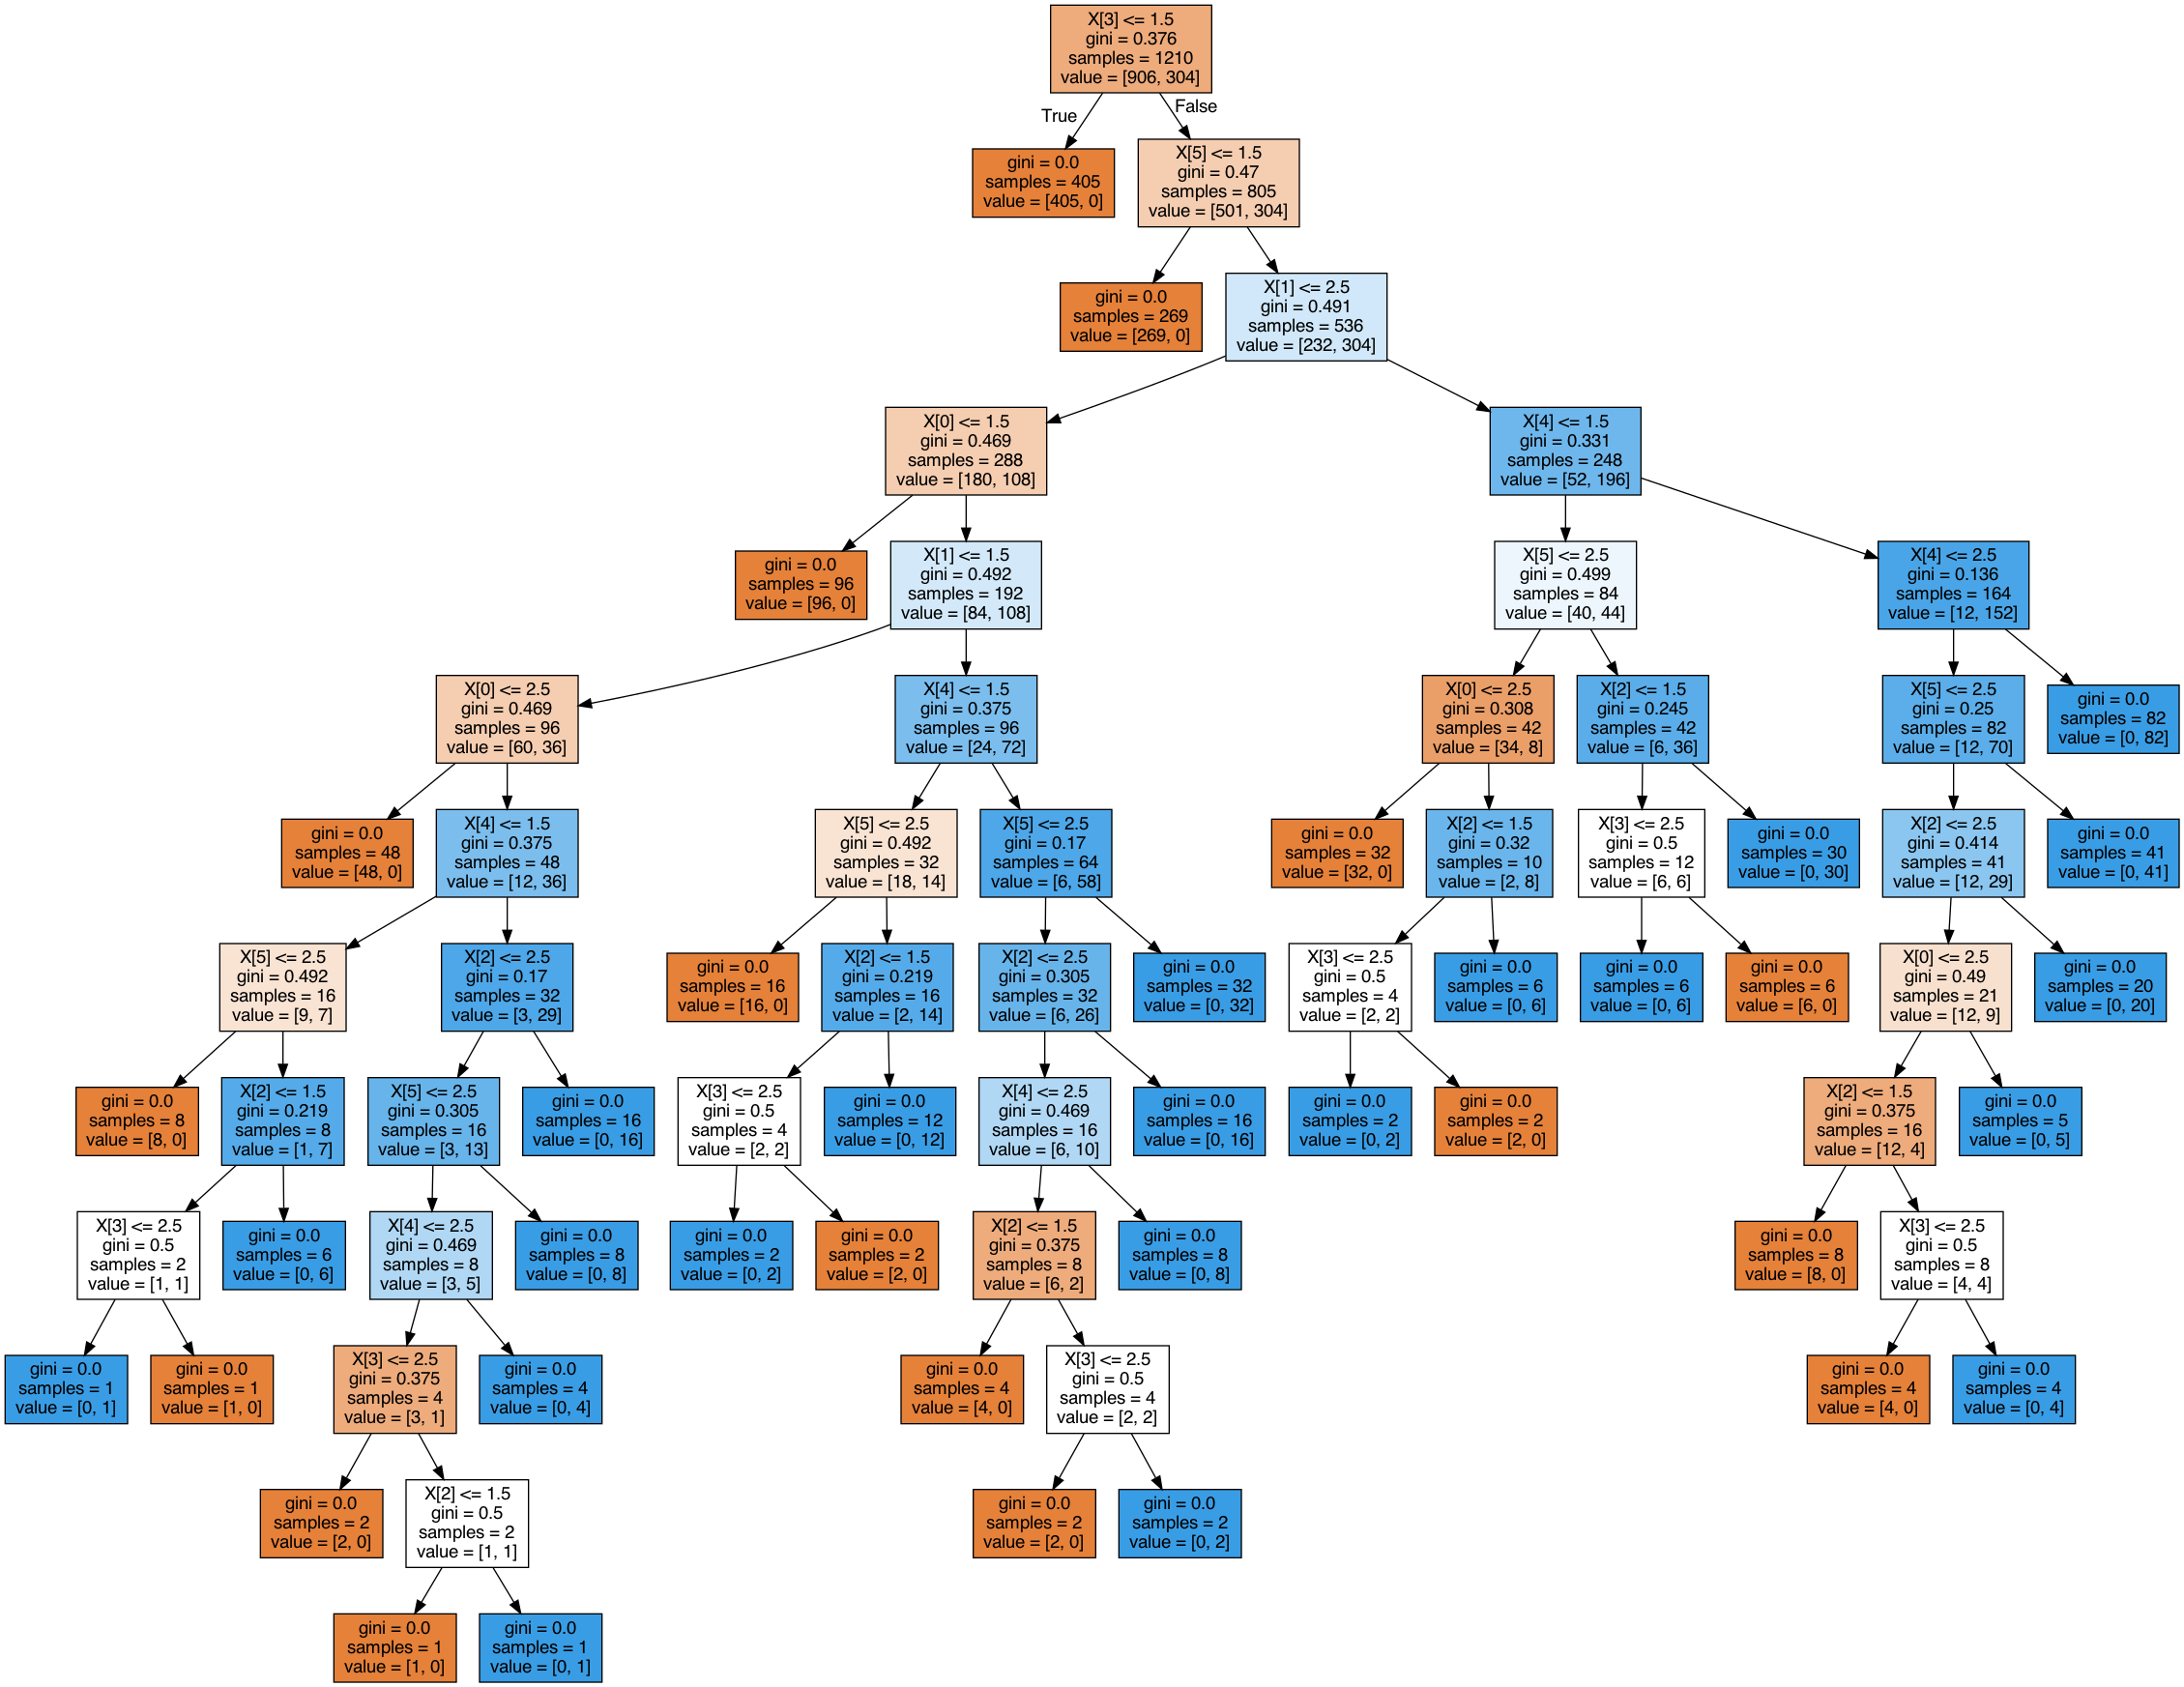 X[3] <= 1.5
gini = 0.376
samples = 1210
value = [906, 304]
True
False
gini = 0.0
samples = 405
value = [405, 0]
X[5] <= 1.5
gini = 0.47
samples = 805
value = [501, 304]
gini = 0.0
samples = 269
value = [269, 0]
X[1] <= 2.5
gini = 0.491
samples = 536
value = [232, 304]
X[0] <= 1.5
gini = 0.469
samples = 288
value = [180, 108]
X[4] <= 1.5
gini = 0.331
samples = 248
value = [52, 196]
gini = 0.0
samples = 96
value = [96, 0]
X[1] <= 1.5
gini = 0.492
samples = 192
value = [84, 108]
X[5] <= 2.5
gini = 0.499
samples = 84
value = [40, 44]
X[4] <= 2.5
gini = 0.136
samples = 164
value = [12, 152]
X[0] <= 2.5
gini = 0.469
samples = 96
value = [60, 36]
X[4] <= 1.5
gini = 0.375
samples = 96
value = [24, 72]
X[0] <= 2.5
gini = 0.308
samples = 42
value = [34, 8]
X[2] <= 1.5
gini = 0.245
samples = 42
value = [6, 36]
X[5] <= 2.5
gini = 0.25
samples = 82
value = [12, 70]
gini = 0.0
samples = 82
value = [0, 82]
gini = 0.0
samples = 48
value = [48, 0]
X[4] <= 1.5
gini = 0.375
samples = 48
value = [12, 36]
X[5] <= 2.5
gini = 0.492
samples = 32
value = [18, 14]
X[5] <= 2.5
gini = 0.17
samples = 64
value = [6, 58]
gini = 0.0
samples = 32
value = [32, 0]
X[2] <= 1.5
gini = 0.32
samples = 10
value = [2, 8]
X[3] <= 2.5
gini = 0.5
samples = 12
value = [6, 6]
gini = 0.0
samples = 30
value = [0, 30]
X[2] <= 2.5
gini = 0.414
samples = 41
value = [12, 29]
gini = 0.0
samples = 41
value = [0, 41]
X[5] <= 2.5
gini = 0.492
samples = 16
value = [9, 7]
X[2] <= 2.5
gini = 0.17
samples = 32
value = [3, 29]
gini = 0.0
samples = 16
value = [16, 0]
X[2] <= 1.5
gini = 0.219
samples = 16
value = [2, 14]
X[2] <= 2.5
gini = 0.305
samples = 32
value = [6, 26]
gini = 0.0
samples = 32
value = [0, 32]
X[3] <= 2.5
gini = 0.5
samples = 4
value = [2, 2]
gini = 0.0
samples = 6
value = [0, 6]
gini = 0.0
samples = 6
value = [0, 6]
gini = 0.0
samples = 6
value = [6, 0]
X[0] <= 2.5
gini = 0.49
samples = 21
value = [12, 9]
gini = 0.0
samples = 20
value = [0, 20]
gini = 0.0
samples = 8
value = [8, 0]
X[2] <= 1.5
gini = 0.219
samples = 8
value = [1, 7]
X[5] <= 2.5
gini = 0.305
samples = 16
value = [3, 13]
gini = 0.0
samples = 16
value = [0, 16]
X[3] <= 2.5
gini = 0.5
samples = 4
value = [2, 2]
gini = 0.0
samples = 12
value = [0, 12]
X[4] <= 2.5
gini = 0.469
samples = 16
value = [6, 10]
gini = 0.0
samples = 16
value = [0, 16]
gini = 0.0
samples = 2
value = [0, 2]
gini = 0.0
samples = 2
value = [2, 0]
X[2] <= 1.5
gini = 0.375
samples = 16
value = [12, 4]
gini = 0.0
samples = 5
value = [0, 5]
X[3] <= 2.5
gini = 0.5
samples = 2
value = [1, 1]
gini = 0.0
samples = 6
value = [0, 6]
X[4] <= 2.5
gini = 0.469
samples = 8
value = [3, 5]
gini = 0.0
samples = 8
value = [0, 8]
gini = 0.0
samples = 2
value = [0, 2]
gini = 0.0
samples = 2
value = [2, 0]
X[2] <= 1.5
gini = 0.375
samples = 8
value = [6, 2]
gini = 0.0
samples = 8
value = [0, 8]
gini = 0.0
samples = 8
value = [8, 0]
X[3] <= 2.5
gini = 0.5
samples = 8
value = [4, 4]
gini = 0.0
samples = 1
value = [0, 1]
gini = 0.0
samples = 1
value = [1, 0]
X[3] <= 2.5
gini = 0.375
samples = 4
value = [3, 1]
gini = 0.0
samples = 4
value = [0, 4]
gini = 0.0
samples = 4
value = [4, 0]
X[3] <= 2.5
gini = 0.5
samples = 4
value = [2, 2]
gini = 0.0
samples = 4
value = [4, 0]
gini = 0.0
samples = 4
value = [0, 4]
gini = 0.0
samples = 2
value = [2, 0]
X[2] <= 1.5
gini = 0.5
samples = 2
value = [1, 1]
gini = 0.0
samples = 2
value = [2, 0]
gini = 0.0
samples = 2
value = [0, 2]
gini = 0.0
samples = 1
value = [1, 0]
gini = 0.0
samples = 1
value = [0, 1]